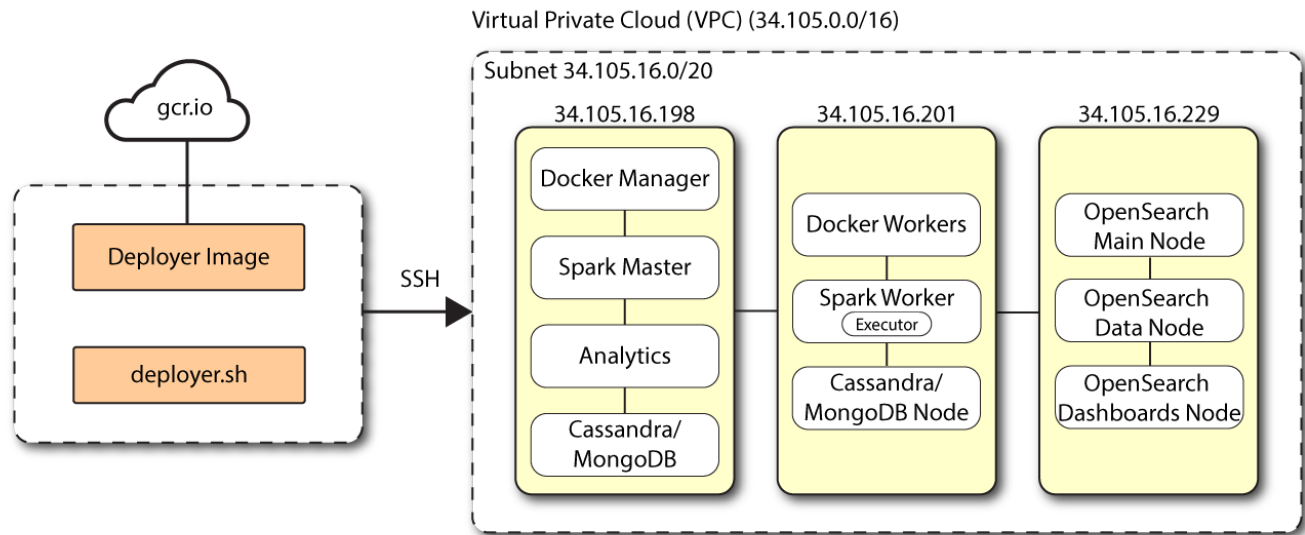 Virtual Private Cloud (VPC) (34.105.0.0/16)
Subnet 34.105.16.0/20
gcr.io
Deployer Image
deployer.sh
SSH
34.105.16.198
Docker Manager
Spark Master
Analytics
Cassandra/
MongoDB
34.105.16.201
Docker Workers
Spark Worker
Executor
Cassandra/
MongoDB Node
34.105.16.229
OpenSearch
Main Node
OpenSearch
Data Node
OpenSearch
Dashboards Node